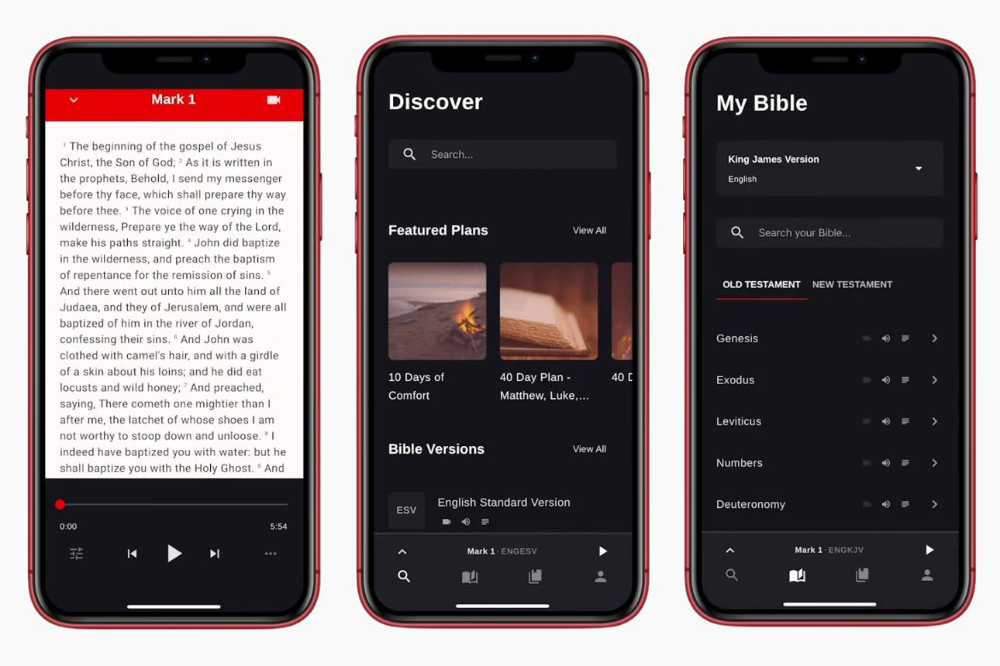 Mark 1
1 The beginning of the gospel of Jesus
Christ, the Son of God; 2 As it is written in
the prophets, Behold, I send my messenger
before thy face, which shall prepare thy way
before thee. 3 The voice of one crying in the
wilderness, Prepare ye the way of the Lord,
make his paths straight. 4 John did baptize
in the wilderness, and preach the baptism
of repentance for the remission of sins. 5
And there went out unto him all the land of
Judaea, and they of Jerusalem, and were all
baptized of him in the river of Jordan,
confessing their sins. 6 And John was
clothed with camel's hair, and with a girdle
of a skin about his loins; and he did eat
locusts and wild honey; 7 And preached,
saying, There cometh one mightier than I
after me, the latchet of whose shoes I am
not worthy to stoop down and unloose. 8 I
indeed have baptized you with water: but he
shall baptize you with the Holy Ghost. 9 And
0:00 5:54
Discover
Search...
Featured Plans View All
10 Days of
Comfort
40 Day Plan -
Matthew, Luke,...
40 D
Bible Versions View All
ESV English Standard Version
Mark 1 · ENGESV
My Bible
King James Version
English
Search your Bible...
OLD TESTAMENT NEW TESTAMENT
Genesis
Exodus
Leviticus
Numbers
Deuteronomy
Mark 1 · ENGKJV